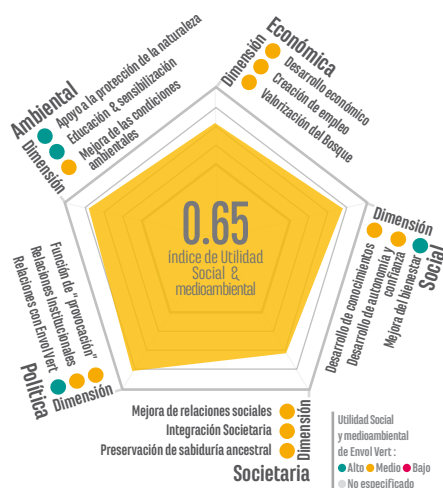 Dimensión
Económica
Desarrollo económico
Creación de empleo
Valorización del Bosque
Dimensión
Ambiental
Apoyo a la protección de la naturaleza
Educación & sensibilización
Mejora de las condiciones
ambientales
0.65
índice de Utilidad
Social &
medioambiental
Dimensión
Social
Desarrollo de conocimientos
Desarrollo de autonomía y
confianza
Mejora del bienestar
Dimensión
Política
Función de "provocación"
Relaciones Institucionales
Relaciones con EnvolVert
Dimensión
Societaria
Mejora de relaciones sociales
Integración Societaria
Preservación de sabiduría ancestral
Utilidad Social
y medioambiental
de Envol Vert :
Alto Medio Bajo
No especificado